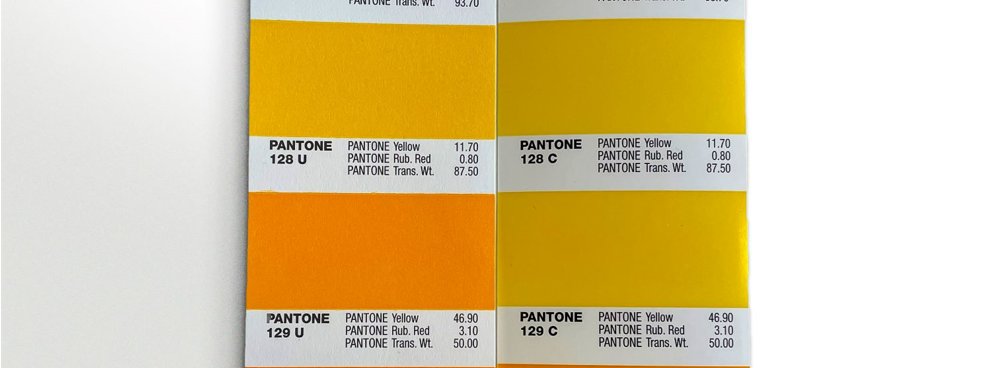 PANTONE Trans. Wt. 93.70
PANTONE 128 U
PANTONE Yellow 11.70
PANTONE Rub. Red 0.80
PANTONE Trans. Wt. 87.50
PANTONE 128 C
PANTONE Yellow 11.70
PANTONE Rub. Red 0.80
PANTONE Trans. Wt. 87.50
PANTONE 129 U
PANTONE Yellow 46.90
PANTONE Rub. Red 3.10
PANTONE Trans. Wt. 50.00
PANTONE 129 C
PANTONE Yellow 46.90
PANTONE Rub. Red 3.10
PANTONE Trans. Wt. 50.00